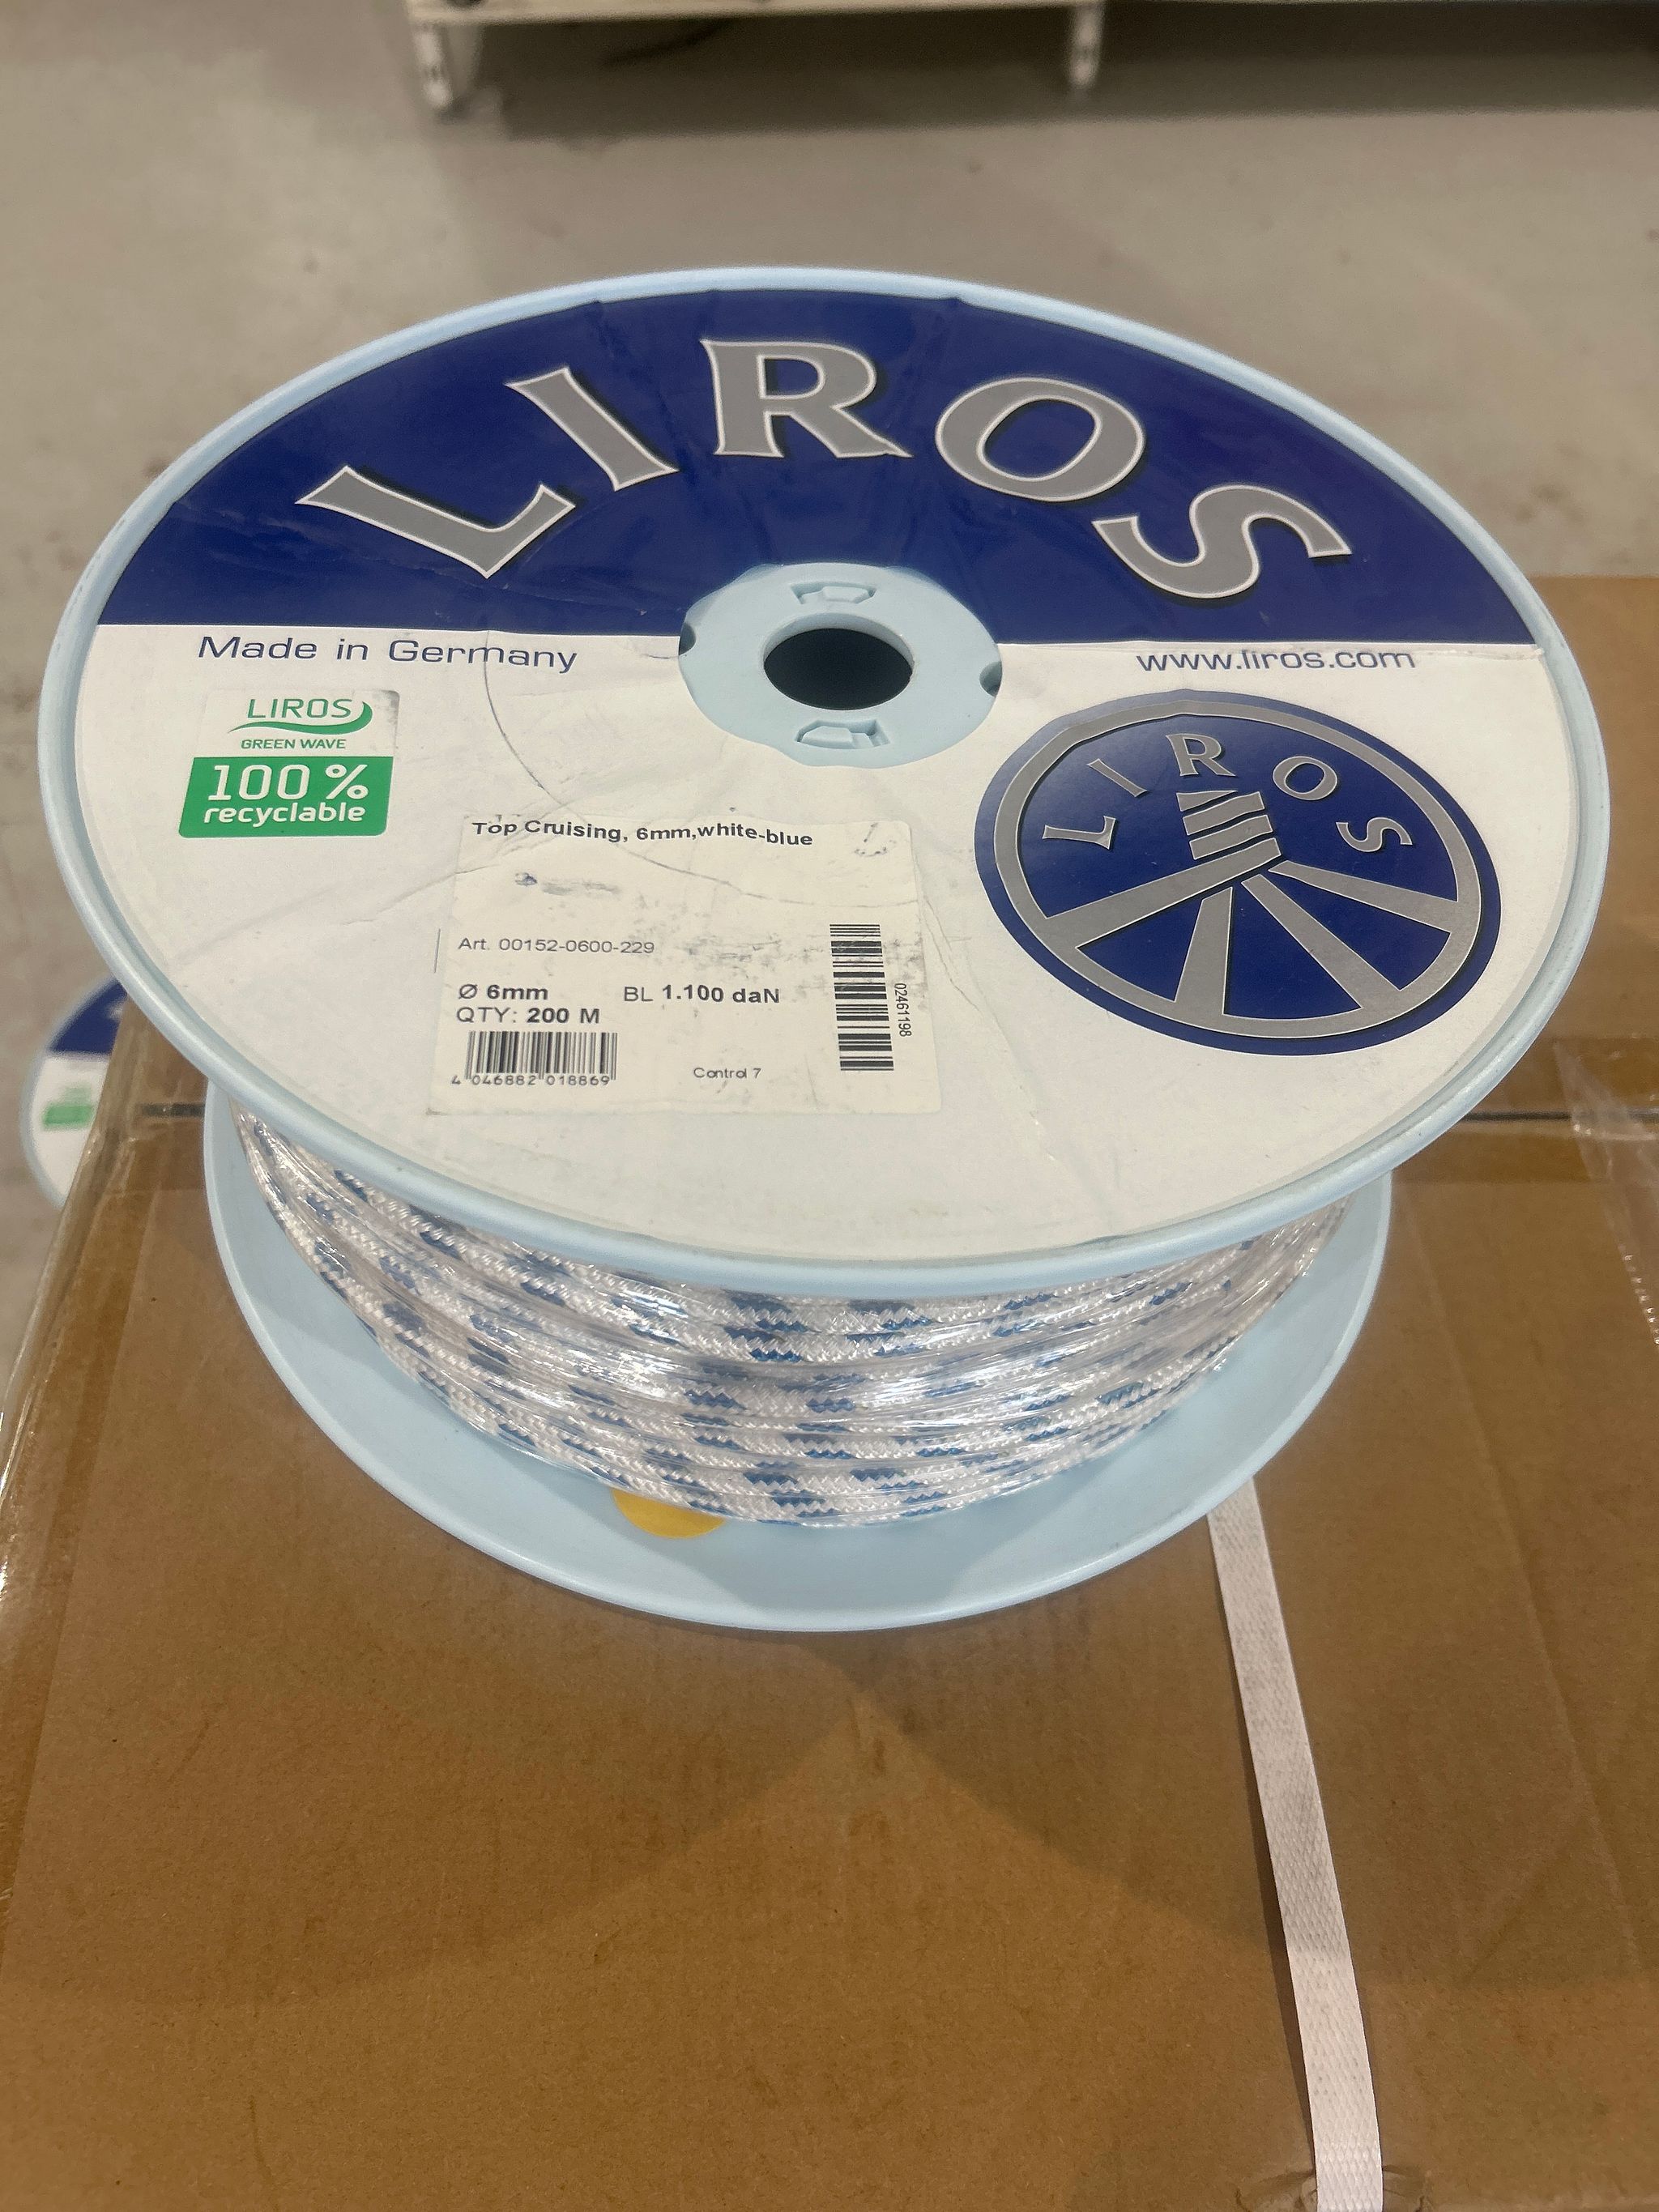 LIROS
Made in Germany
www.liros.com
LIROS
GREEN WAVE
100 %
recyclable
LIROS
Top Cruising, 6mm,white-blue
Art. 00152-0600-229
Ø 6mm BL 1.100 daN
QTY: 200 M
4 046882 018869
Control 7
02461198